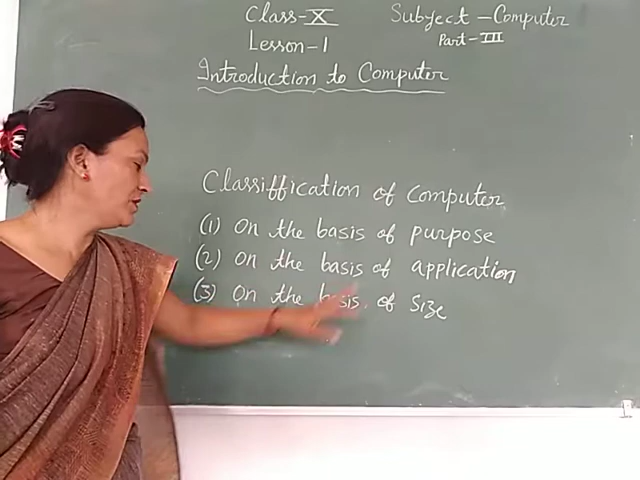 Class-X Subject-Computer
Lesson-1 Part-III
Introduction to Computer
Classiffication of Computer
(1) On the basis of purpose
(2) On the basis of application
(3) On the basis of Size